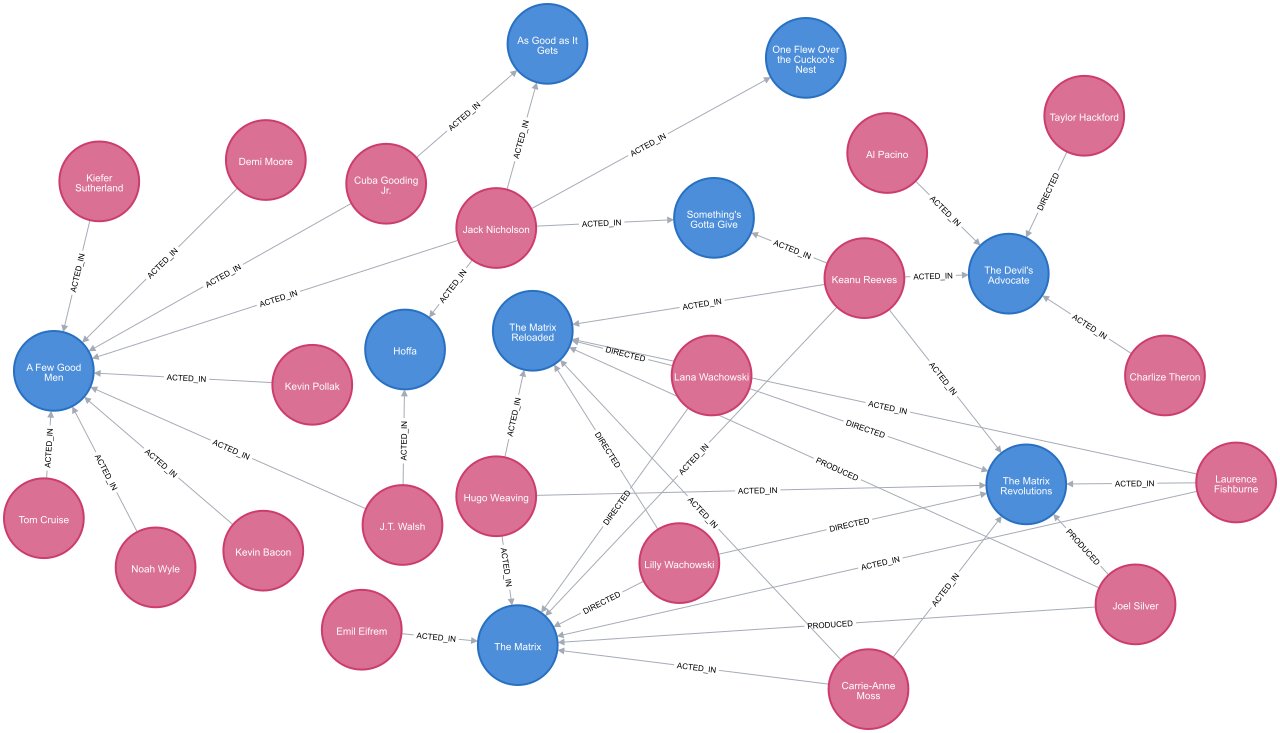 As Good as It
Gets
One Flew Over
the Cuckoo's
Nest
ACTED_IN
ACTED_IN
ACTED_IN
Taylor Hackford
Al Pacino
Demi Moore
Kiefer
Sutherland
Cuba Gooding
Jr.
DIRECTED
ACTED_IN
Jack Nicholson
ACTED_IN
Something's
Gotta Give
ACTED_IN
ACTED_IN
ACTED_IN
ACTED_IN
ACTED_IN
ACTED_IN
ACTED_IN
Keanu Reeves
ACTED_IN
The Devil's
Advocate
ACTED_IN
ACTED_IN
The Matrix
Reloaded
Hoffa
DIRECTED
A Few Good
Men
ACTED_IN
Kevin Pollak
Lana Wachowski
ACTED_IN
Charlize Theron
ACTED_IN
ACTED_IN
ACTED_IN
DIRECTED
ACTED_IN
ACTED_IN
ACTED_IN
ACTED_IN
ACTED_IN
DIRECTED
ACTED_IN
PRODUCED
The Matrix
Revolutions
ACTED_IN
Laurence
Fishburne
Hugo Weaving
ACTED_IN
DIRECTED
ACTED_IN
Tom Cruise
J.T. Walsh
DIRECTED
PRODUCED
Noah Wyle
Kevin Bacon
ACTED_IN
Lilly Wachowski
ACTED_IN
ACTED_IN
DIRECTED
Joel Silver
PRODUCED
Emil Eifrem
ACTED_IN
The Matrix
ACTED_IN
Carrie-Anne
Moss